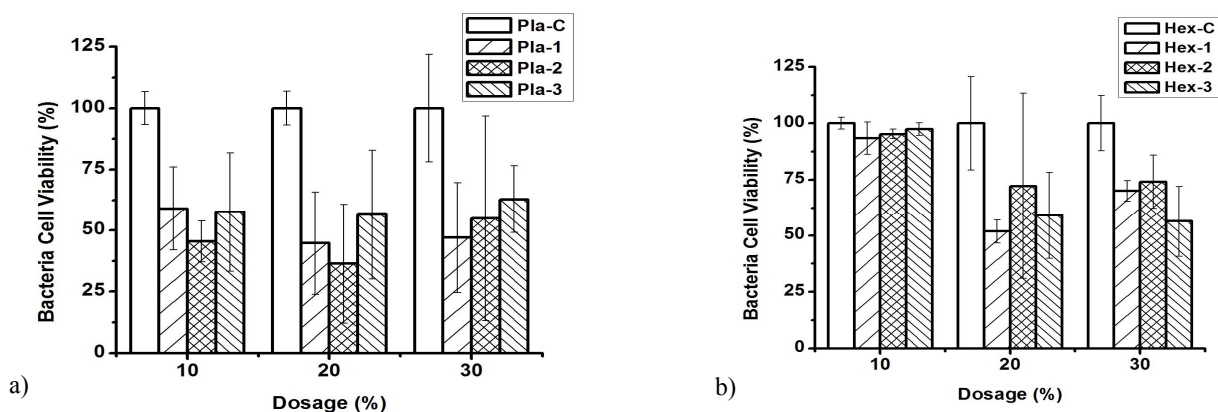 Pla-C
Pla-1
Pla-2
Pla-3
125
100
75
50
25
0
10
20
30
Bacteria Cell Viability (%)
Dosage (%)
a)
Hex-C
Hex-1
Hex-2
Hex-3
125
100
75
50
25
0
10
20
30
Bacteria Cell Viability (%)
Dosage (%)
b)